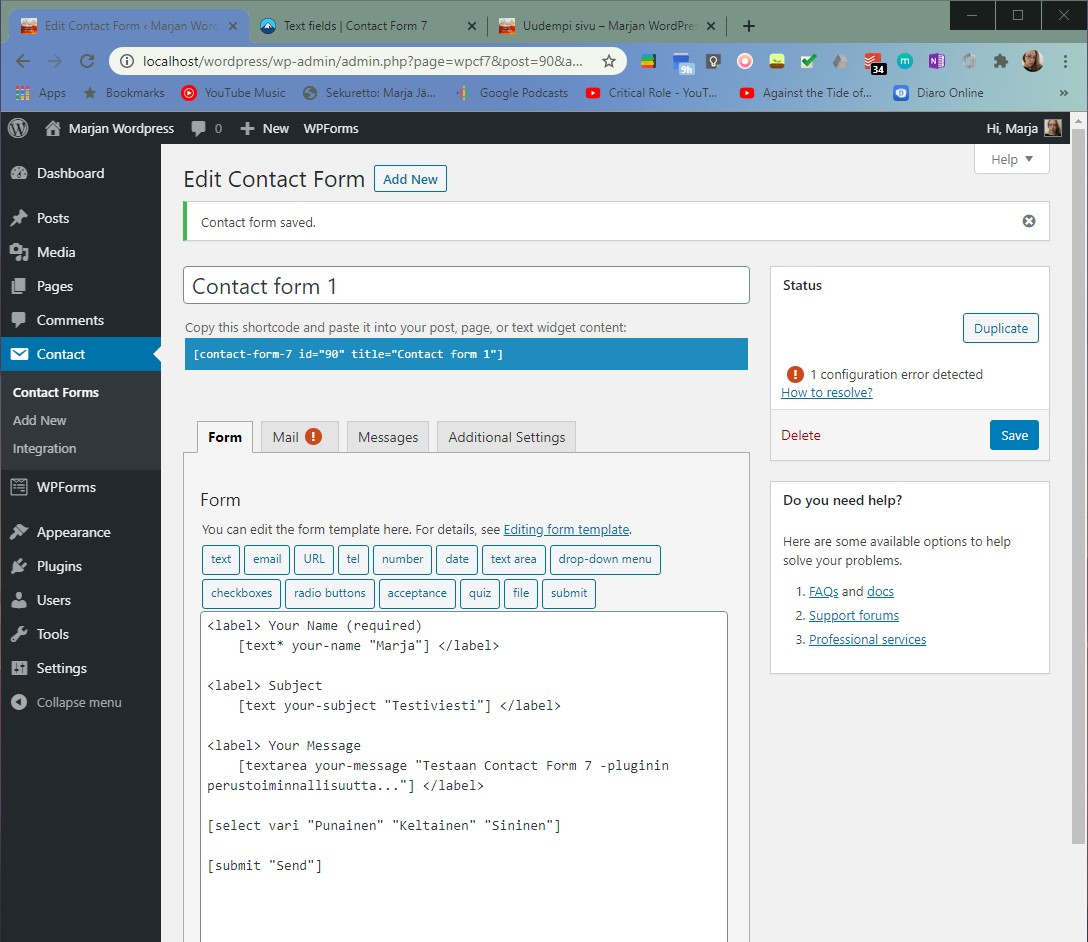 Edit Contact Form ‹ Marjan Word
Text fields | Contact Form 7
Uudempi sivu – Marjan WordPre
localhost/wordpress/wp-admin/admin.php?page=wpcf7&post=90&a...
9h
34
Apps
Bookmarks
YouTube Music
Sekuretto: Marja Jä...
Google Podcasts
Critical Role - YouT...
Against the Tide of...
Diaro Online
»
Marjan Wordpress
0
New
WPForms
Hi, Marja
Help
Dashboard
Posts
Media
Pages
Comments
Contact
Contact Forms
Add New
Integration
WPForms
Appearance
Plugins
Users
Tools
Settings
Collapse menu
Edit Contact Form
Add New
Contact form saved.
Contact form 1
Copy this shortcode and paste it into your post, page, or text widget content:
[contact-form-7 id="90" title="Contact form 1"]
Form
Mail
Messages
Additional Settings
Form
You can edit the form template here. For details, see Editing form template.
text
email
URL
tel
number
date
text area
drop-down menu
checkboxes
radio buttons
acceptance
quiz
file
submit
<label> Your Name (required)
[text* your-name "Marja"] </label>
<label> Subject
[text your-subject "Testiviesti"] </label>
<label> Your Message
[textarea your-message "Testaan Contact Form 7 -pluginin
perustoiminnallisuutta..."] </label>
[select vari "Punainen" "Keltainen" "Sininen"]
[submit "Send"]
Status
Duplicate
1 configuration error detected
How to resolve?
Delete
Save
Do you need help?
Here are some available options to help
solve your problems.
1. FAQs and docs
2. Support forums
3. Professional services